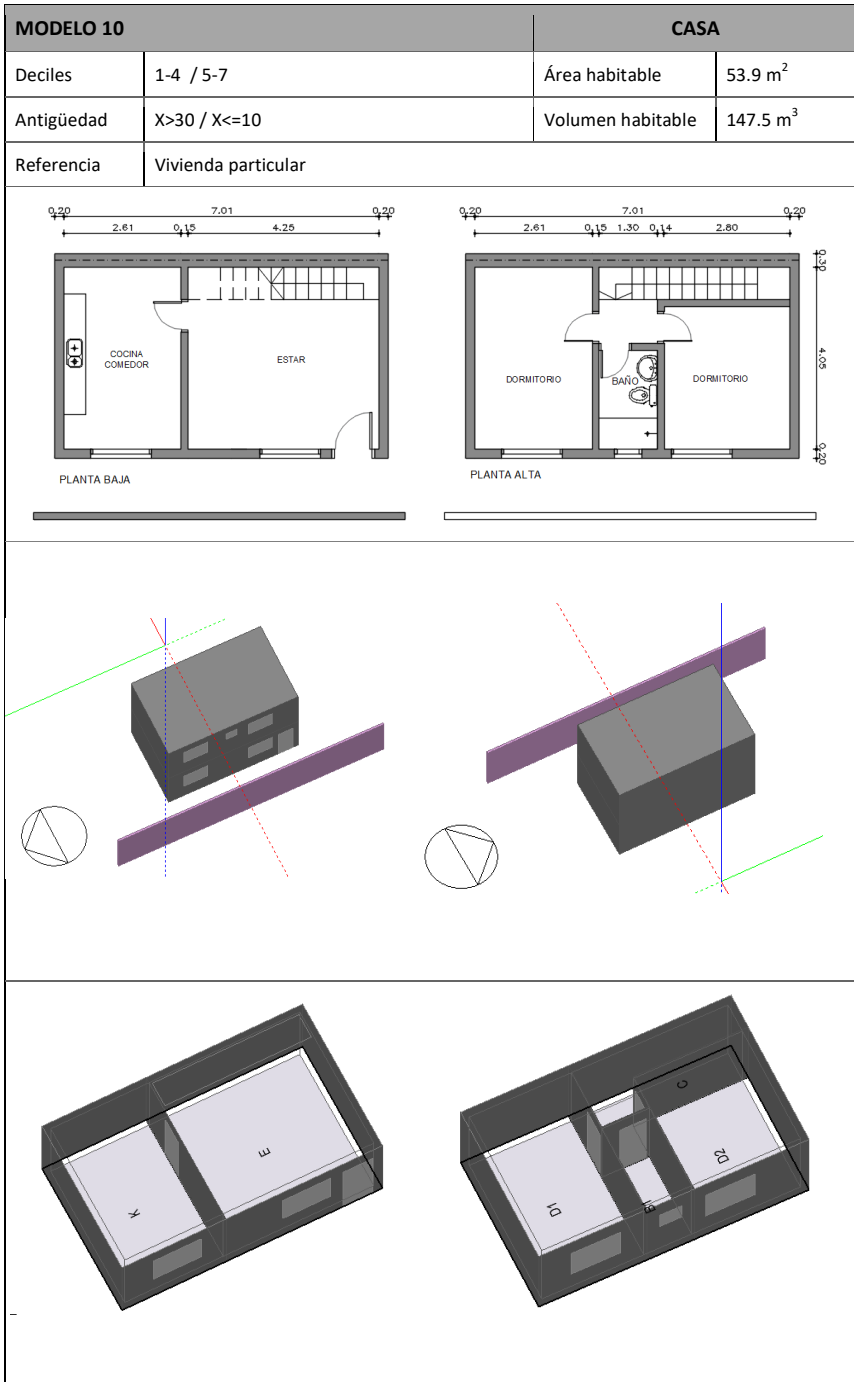 MODELO 10 CASA
Deciles 1-4 / 5-7 Área habitable 53.9 m²
Antigüedad X>30 / X<=10 Volumen habitable 147.5 m³
Referencia Vivienda particular
0,20 7.01 0,20 0,20 7.01 0,20
2.61 0,15 4.25 2.61 0,15 1.30 0,14 2.80
0,30
4,05
0,20
COCINA
COMEDOR
ESTAR
DORMITORIO
BAÑO
DORMITORIO
PLANTA BAJA
PLANTA ALTA
K
E
D1
B1
D2
C